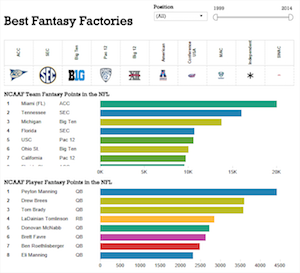 Best Fantasy Factories
Position
(All)
1998
2014
ACC
SEC
Big Ten
Pac 12
Big 12
American
Conference USA
MAC
Independent
SWAC
NCAAF Team Fantasy Points in the NFL
1 Miami (FL) ACC
2 Tennessee SEC
3 Michigan Big Ten
4 Florida SEC
5 USC Pac 12
6 Ohio St. Big Ten
7 California Pac 12
0K 5K 10K 15K 20K
NCAAF Player Fantasy Points in the NFL
1 Peyton Manning QB
2 Drew Brees QB
3 Tom Brady QB
4 LaDainian Tomlinson RB
5 Donovan McNabb QB
6 Brett Favre QB
7 Ben Roethlisberger QB
8 Eli Manning QB
0 500 1000 1500 2000 2500 3000 3500 4000 4500